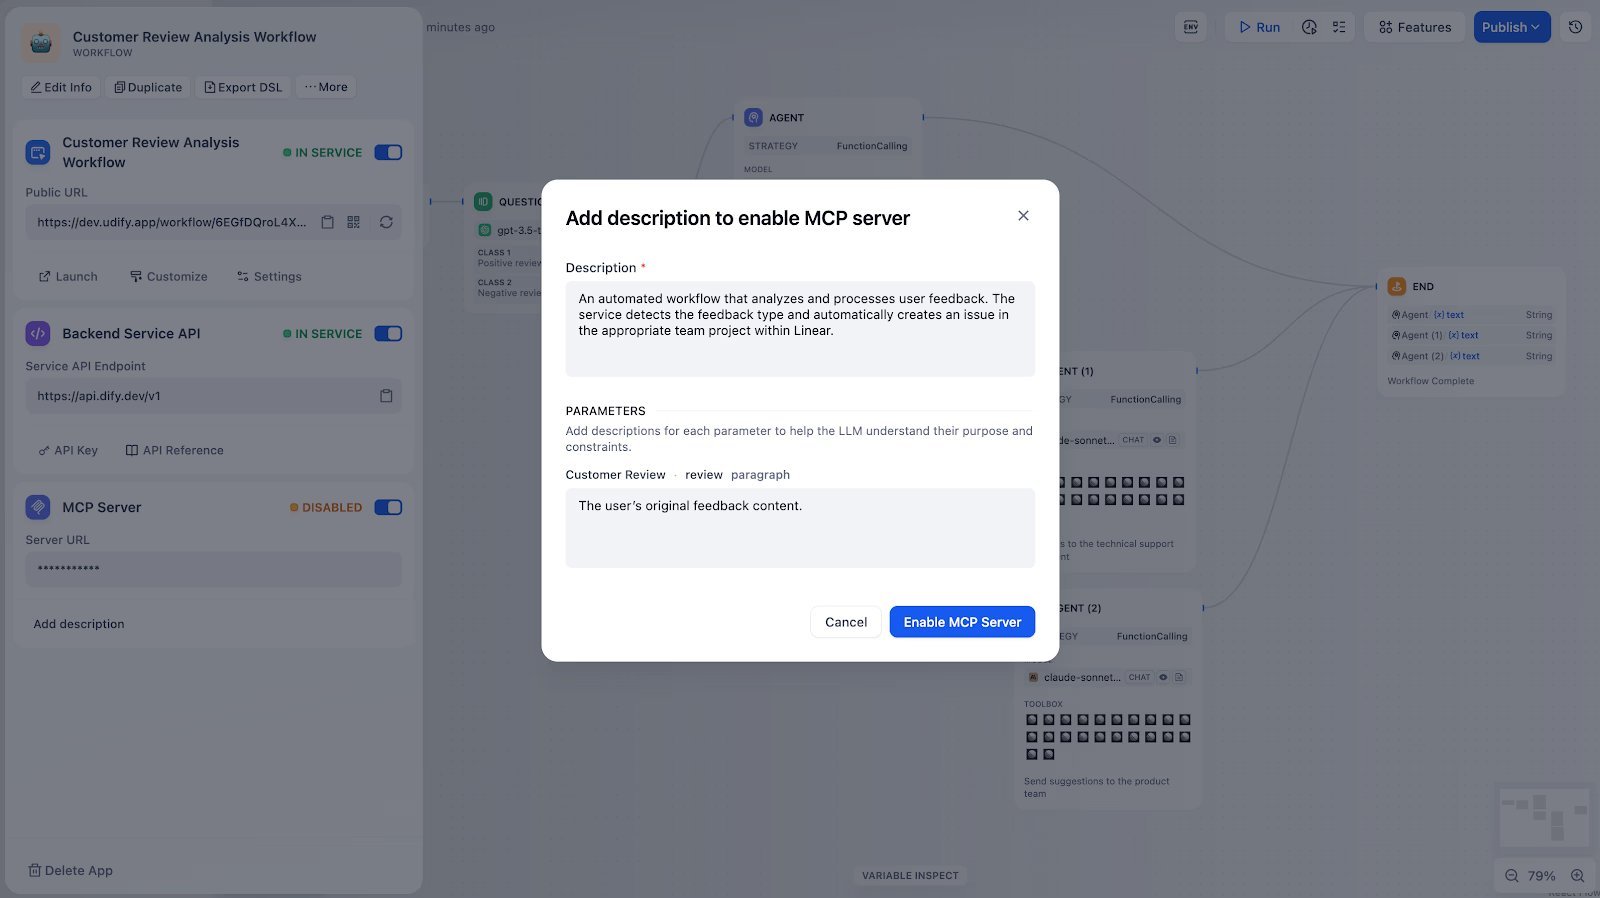 Customer Review Analysis Workflow
WORKFLOW
minutes ago
ENV
Run
Features
Publish
Edit Info
Duplicate
Export DSL
More
Customer Review Analysis
Workflow
IN SERVICE
Public URL
https://dev.udify.app/workflow/6EGfDQroL4X...
Launch
Customize
Settings
Backend Service API
IN SERVICE
Service API Endpoint
https://api.dify.dev/v1
API Key
API Reference
MCP Server
DISABLED
Server URL
***********
Add description
Delete App
AGENT
STRATEGY
FunctionCalling
MODEL
QUESTIO
gpt-3.5-t
CLASS 1
Positive review
CLASS 2
Negative revie
Add description to enable MCP server
Description *
An automated workflow that analyzes and processes user feedback. The
service detects the feedback type and automatically creates an issue in
the appropriate team project within Linear.
PARAMETERS
Add descriptions for each parameter to help the LLM understand their purpose and
constraints.
Customer Review · review paragraph
The user’s original feedback content.
Cancel
Enable MCP Server
END
Agent {x} text String
Agent (1) {x} text String
Agent (2) {x} text String
Workflow Complete
ENT (1)
GY
FunctionCalling
de-sonnet...
CHAT
s to the technical support
nt
ENT (2)
EGY
FunctionCalling
claude-sonnet...
CHAT
TOOLBOX
Send suggestions to the product
team
VARIABLE INSPECT
79%
React Flow